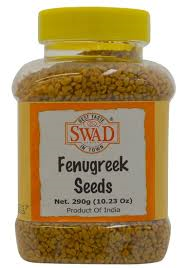 BEST TASTE
SWAD
IN TOWN
Fenugreek
Seeds
Net. 290g (10.23 Oz)
Product Of India